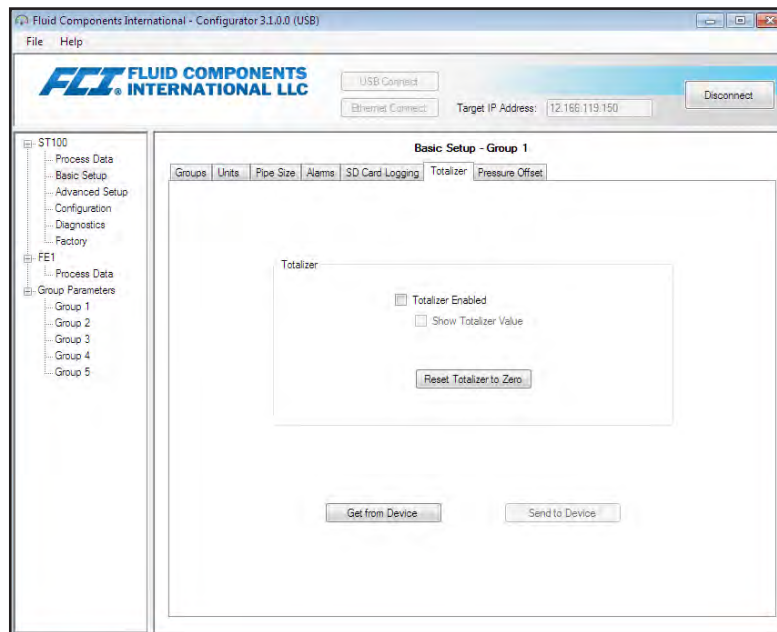 Fluid Components International - Configurator 3.1.0.0 (USB)
File Help
FCI. FLUID COMPONENTS
INTERNATIONAL LLC
USB Connect
Ethernet Connect
Target IP Address: 12.166.119.150
Disconnect
ST100
Process Data
Basic Setup
Advanced Setup
Configuration
Diagnostics
Factory
FE1
Process Data
Group Parameters
Group 1
Group 2
Group 3
Group 4
Group 5
Basic Setup - Group 1
Groups Units Pipe Size Alarms SD Card Logging Totalizer Pressure Offset
Totalizer
Totalizer Enabled
Show Totalizer Value
Reset Totalizer to Zero
Get from Device Send to Device